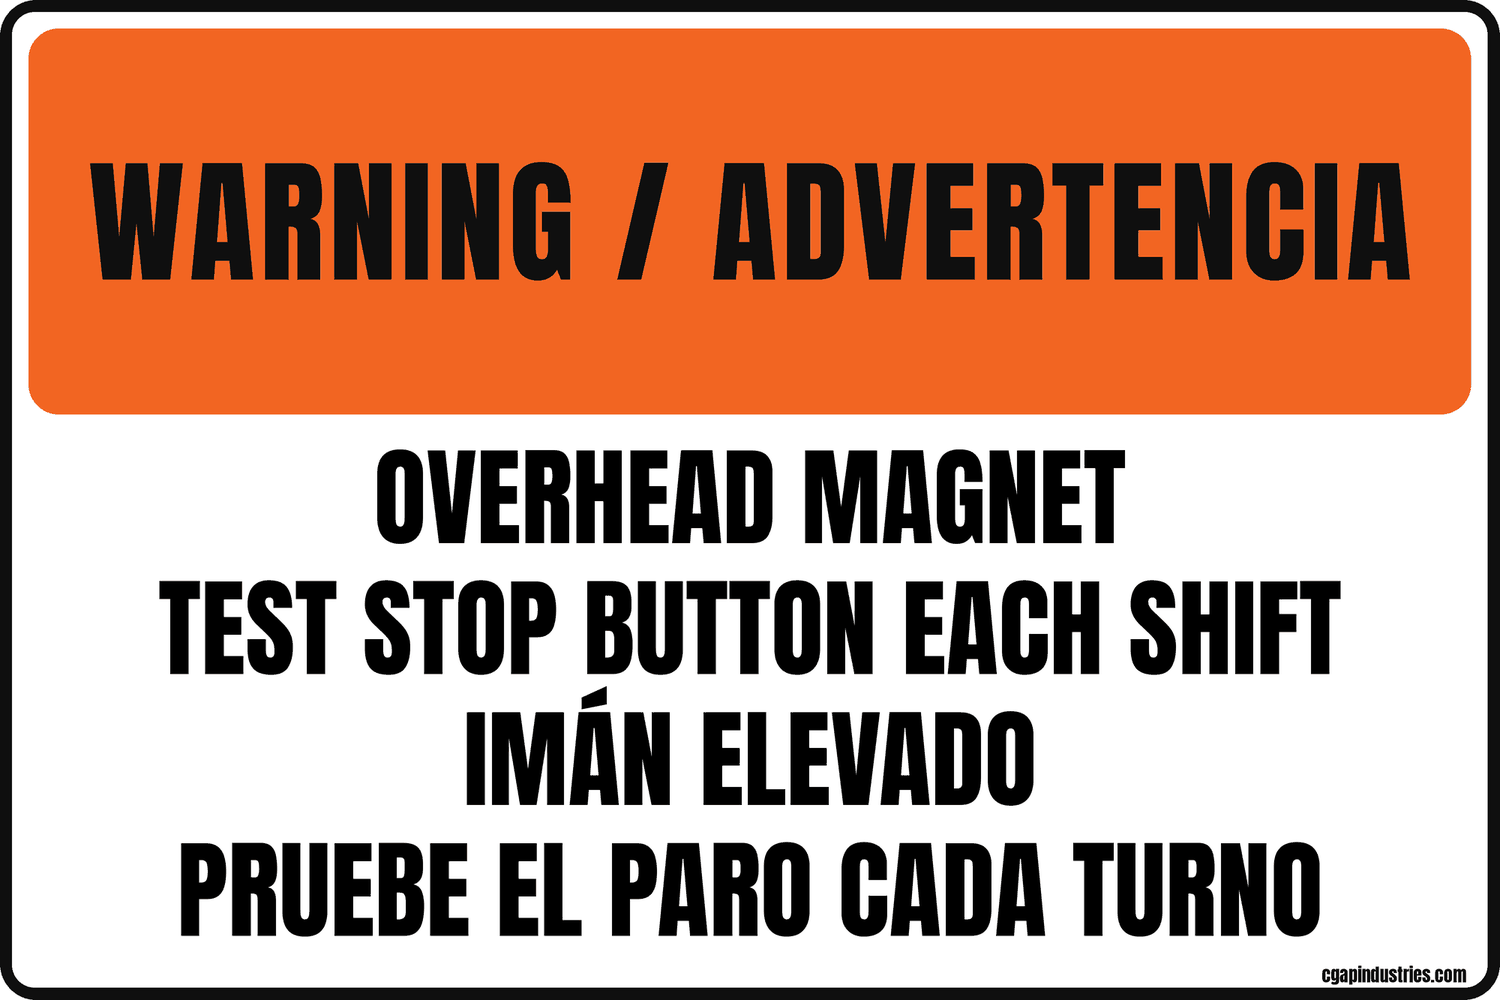 WARNING / ADVERTENCIA
OVERHEAD MAGNET
TEST STOP BUTTON EACH SHIFT
IMÁN ELEVADO
PRUEBE EL PARO CADA TURNO
cgapindustries.com